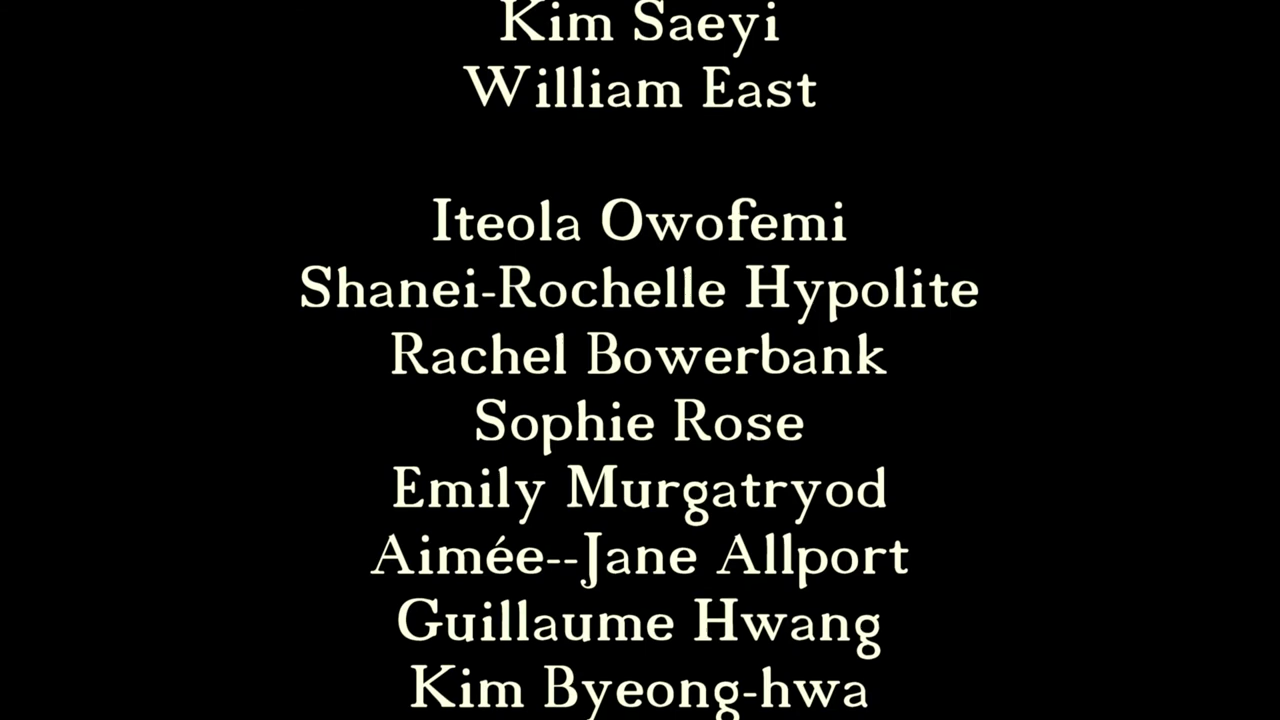 Kim Saeyi
William East
Iteola Owofemi
Shanei-Rochelle Hypolite
Rachel Bowerbank
Sophie Rose
Emily Murgatryod
Aimée--Jane Allport
Guillaume Hwang
Kim Byeong-hwa